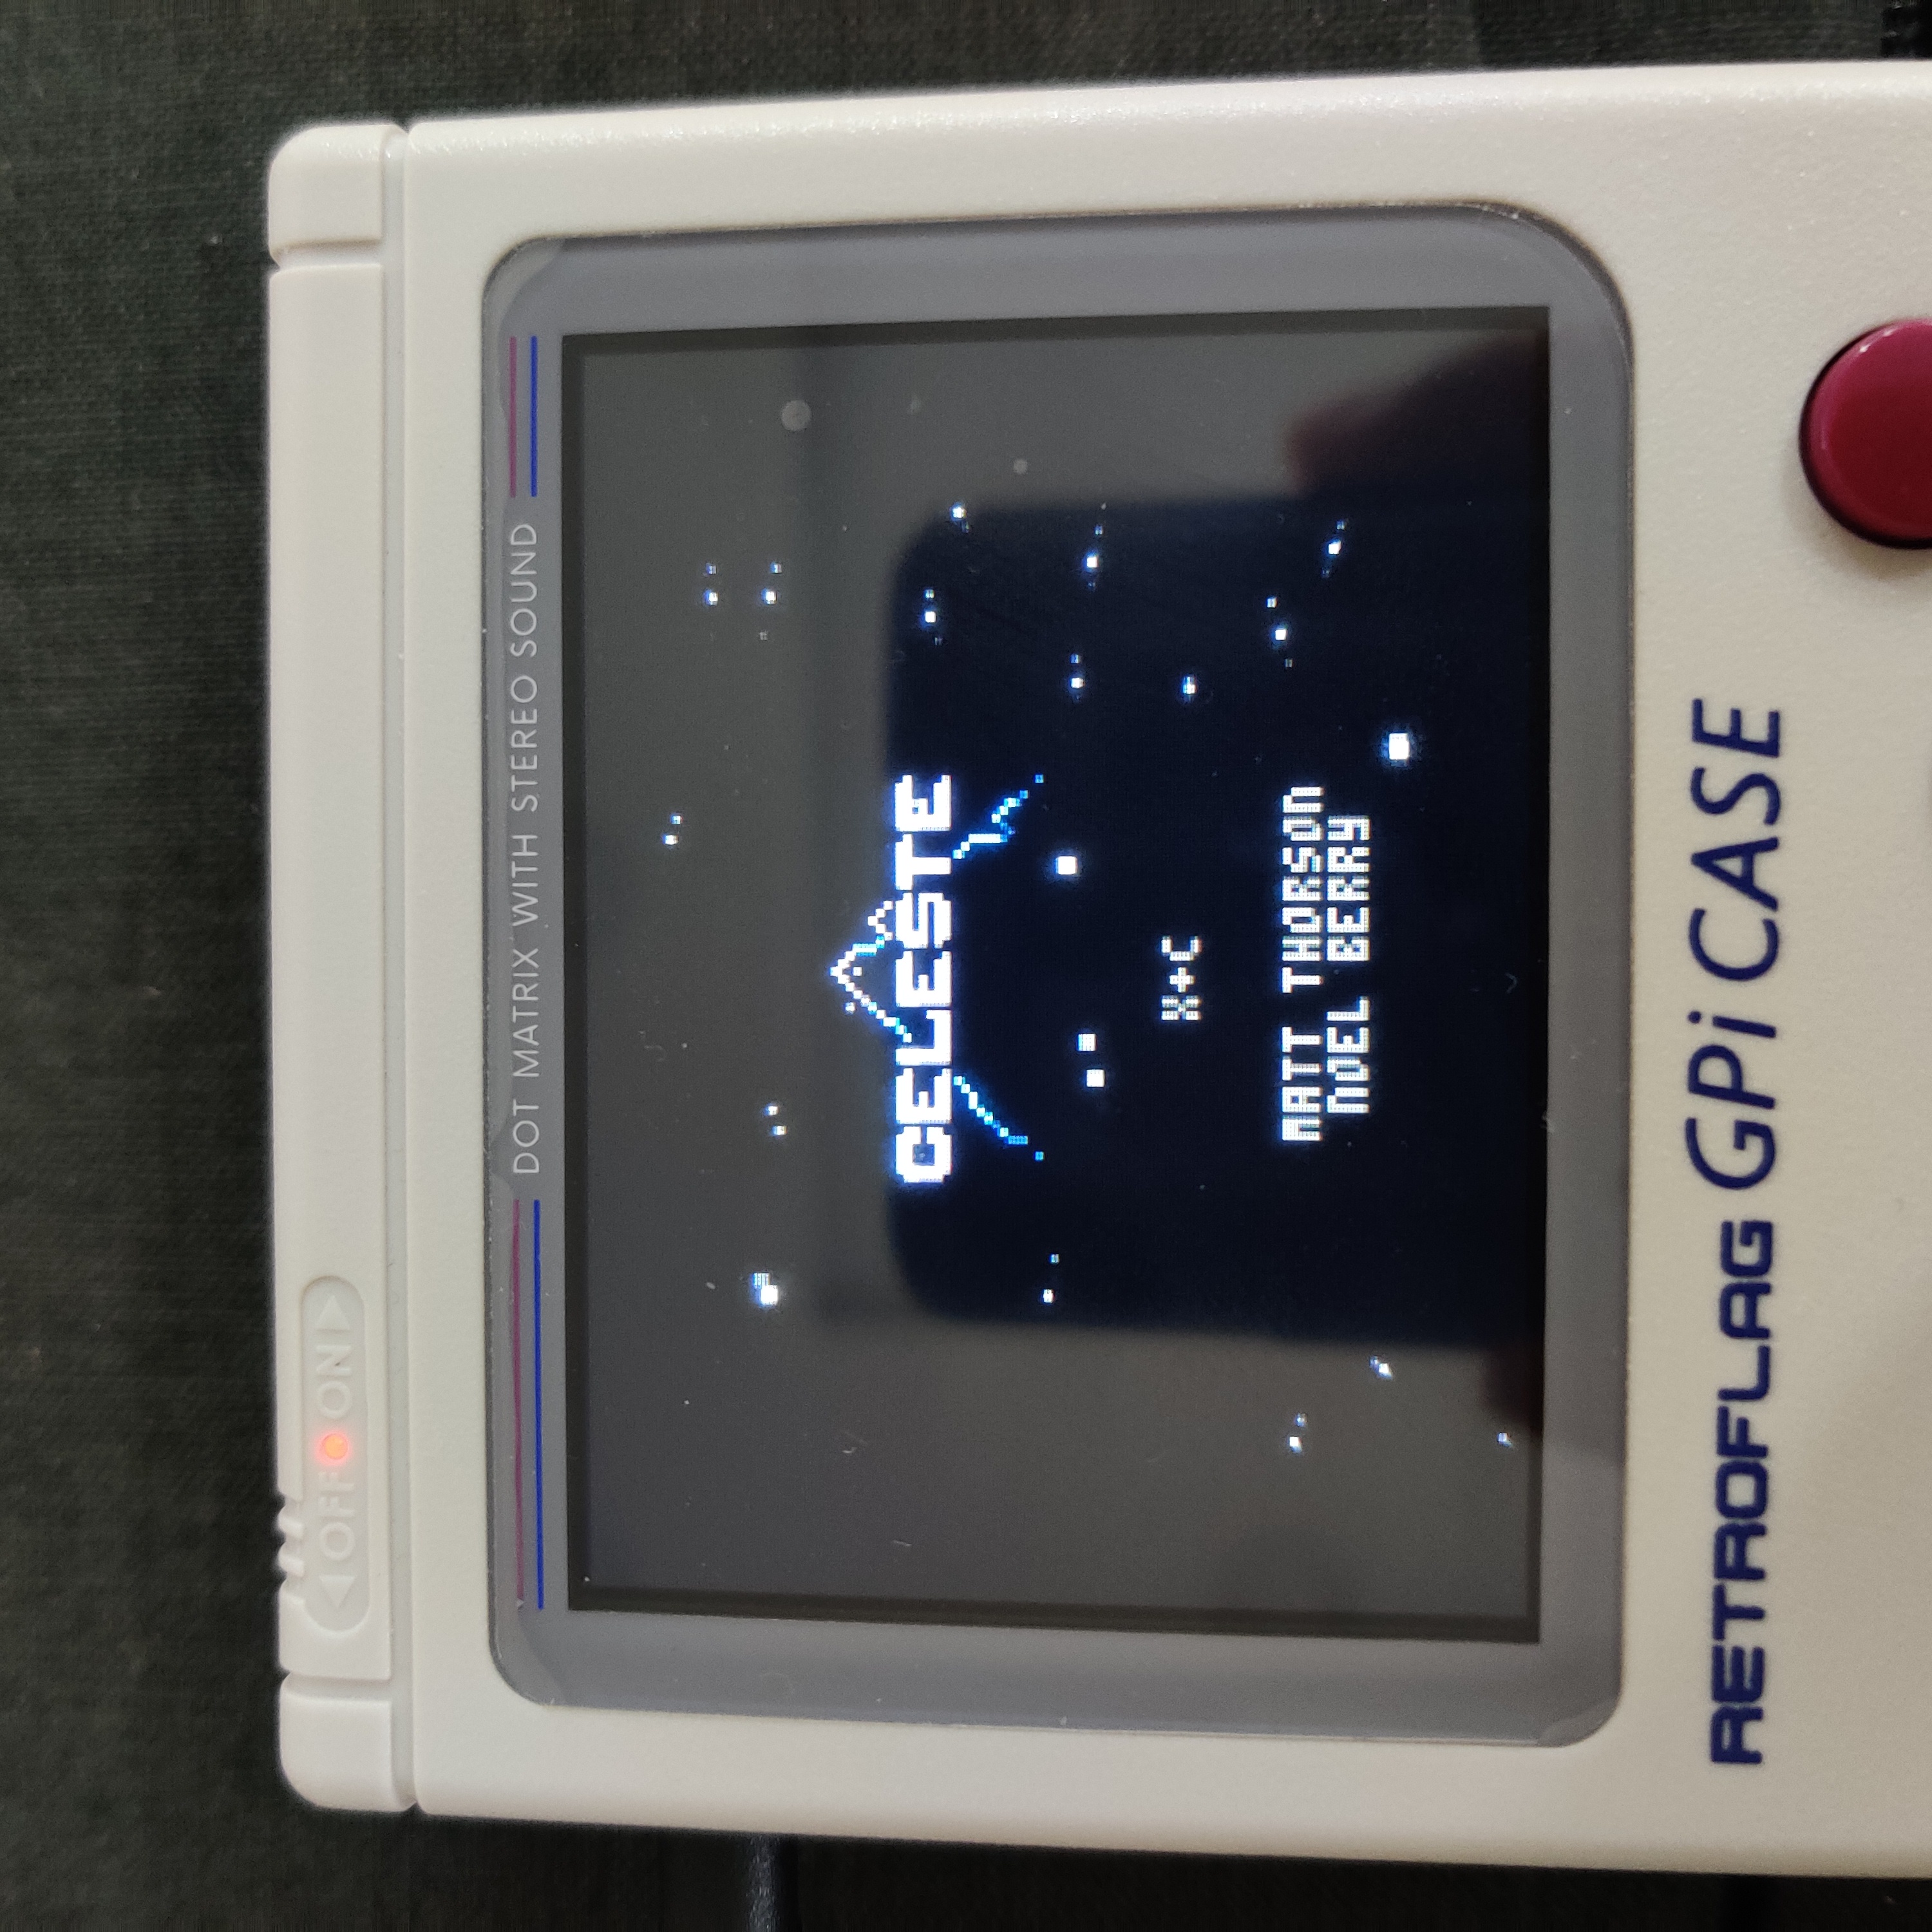 OFF ON
DOT MATRIX WITH STEREO SOUND
CELESTE
X+C
MATT THORSON
NOEL BERRY
RETROFLAG GPi CASE